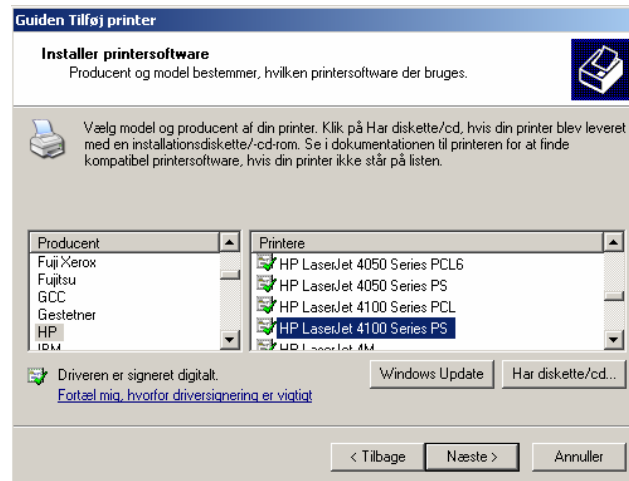 Guiden Tilføj printer
Installer printersoftware
Producent og model bestemmer, hvilken printersoftware der bruges.
Vælg model og producent af din printer. Klik på Har diskette/cd, hvis din printer blev leveret
med en installationsdiskette/-cd-rom. Se i dokumentationen til printeren for at finde
kompatibel printersoftware, hvis din printer ikke står på listen.
Producent
Fuji Xerox
Fujitsu
GCC
Gestetner
HP
IBM
Printere
HP LaserJet 4050 Series PCL6
HP LaserJet 4050 Series PS
HP LaserJet 4100 Series PCL
HP LaserJet 4100 Series PS
HP LaserJet 4M
Driveren er signeret digitalt.
Fortæl mig, hvorfor driversignering er vigtigt
Windows Update
Har diskette/cd...
< Tilbage
Næste >
Annuller